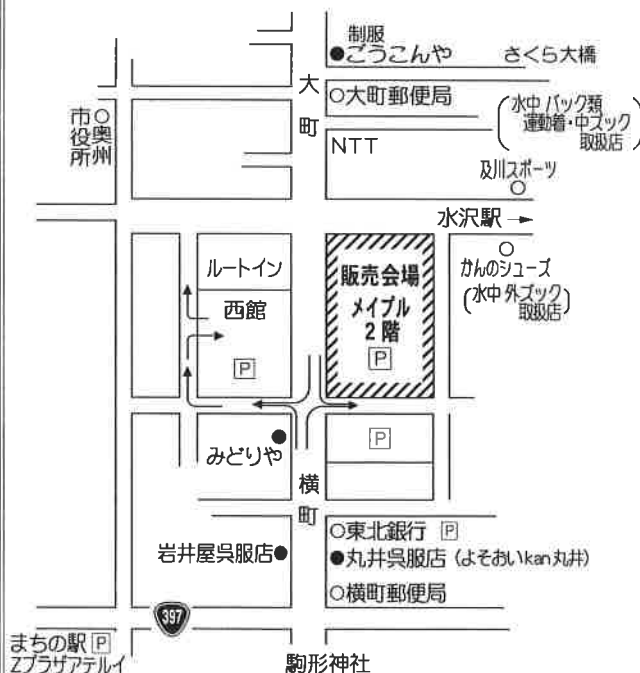 制服
●ごうこんや
さくら大橋
大町
○大町郵便局
(水中 バック類
運動着・中ズック
取扱店)
○奥州
市役所
NTT
及川スポーツ
○
水沢駅→
ルートイン
西館
P
販売会場
メイプル
2階
P
○
かんのシューズ
(水中 外ズック
取扱店)
P
●
みどりや
横町
○東北銀行 P
岩井屋呉服店●
●丸井呉服店 (よそおいkan丸井)
○横町郵便局
397
まちの駅 P
Zプラザアテルイ
駒形神社